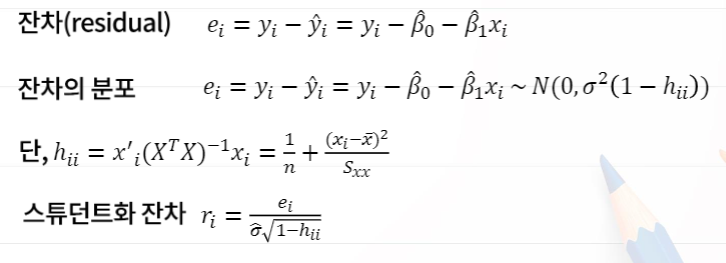 잔차(residual) eᵢ = yᵢ − ŷᵢ = yᵢ − β̂₀ − β̂₁xᵢ
잔차의 분포 eᵢ = yᵢ − ŷᵢ = yᵢ − β̂₀ − β̂₁xᵢ ~ N(0, σ²(1 − hᵢᵢ))
단, hᵢᵢ = x′ᵢ(XᵀX)⁻¹xᵢ = 1/n + (xᵢ−x̄)²/Sxx
스튜던트화 잔차 rᵢ = eᵢ/(σ̂√(1−hᵢᵢ))